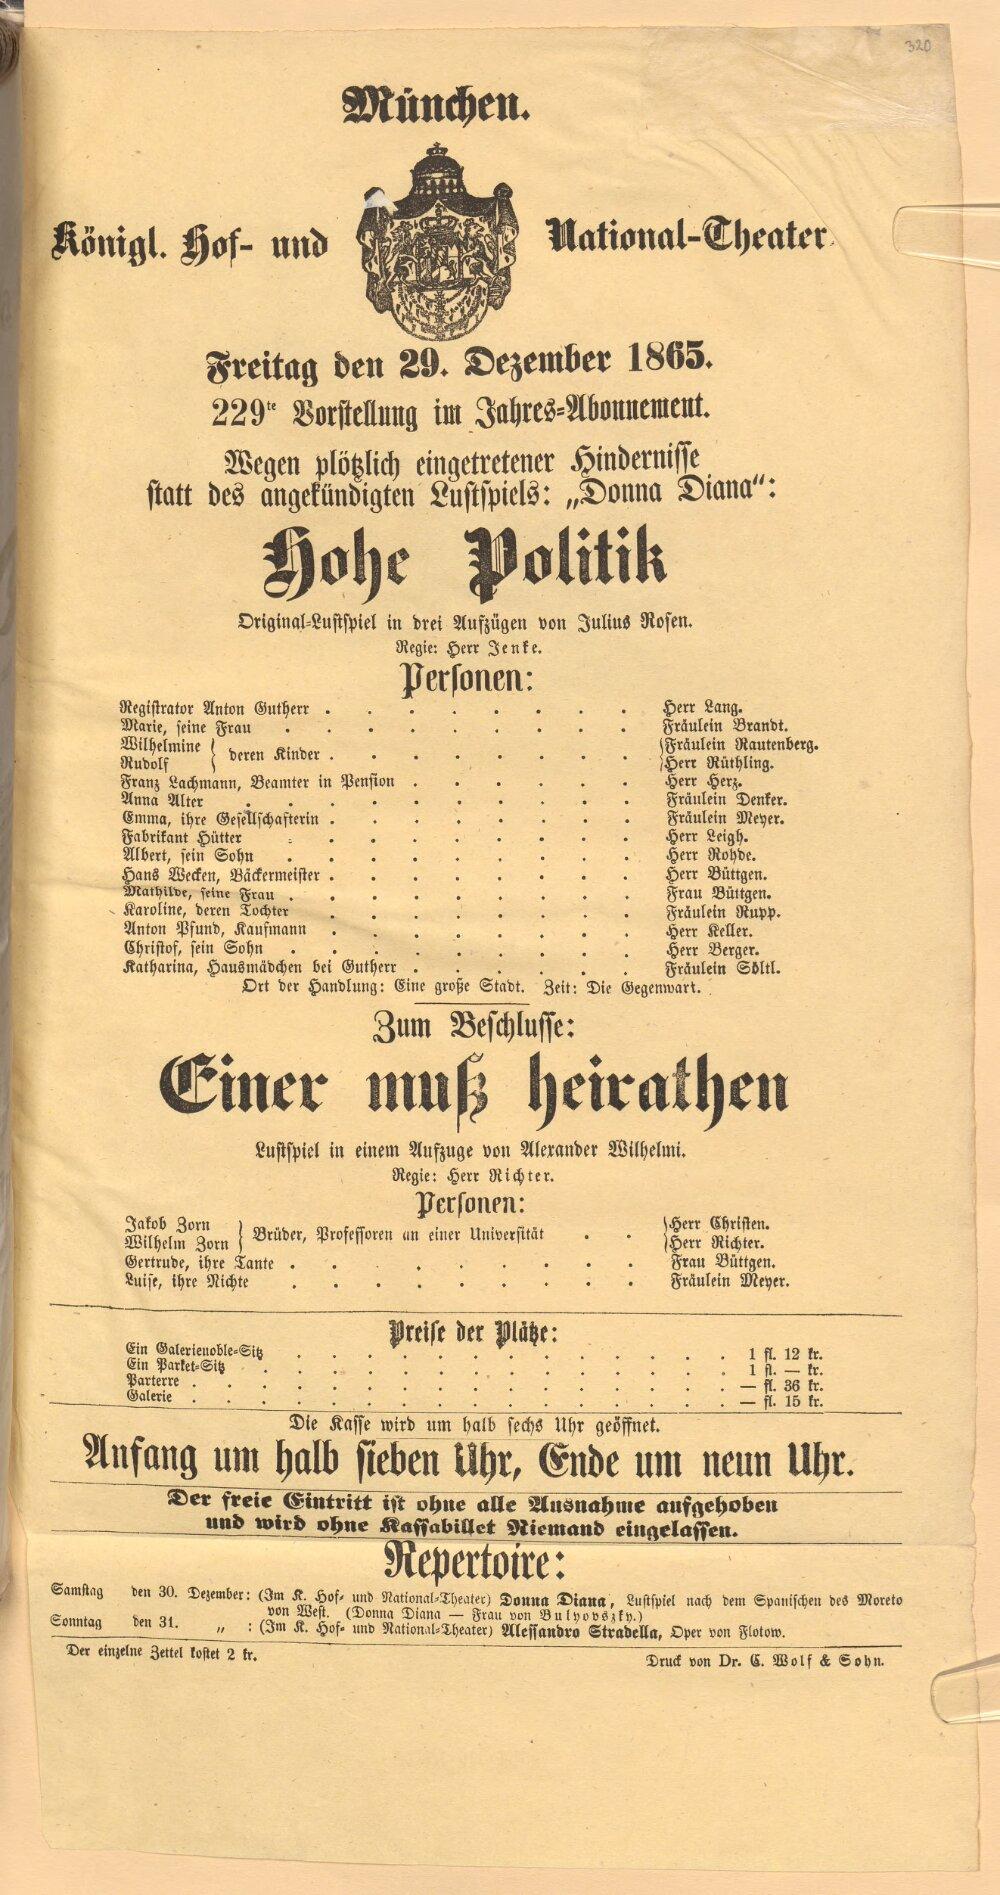 320
München.
Königl. Hof- und National-Theater.
Freitag den 29. Dezember 1865.
229te Vorstellung im Jahres-Abonnement.
Wegen plötzlich eingetretener Hindernisse
statt des angekündigten Lustspiels: „Donna Diana“:
Hohe Politik
Original-Lustspiel in drei Aufzügen von Julius Rosen.
Regie: Herr Jenke.
Personen:
Registrator Anton Gutherr . . . . . . . . Herr Lang.
Marie, seine Frau . . . . . . . . . Fräulein Brandt.
Wilhelmine } deren Kinder . . . . . . . . {Fräulein Rautenberg.
Rudolf } {Herr Rüthling.
Franz Lachmann, Beamter in Pension . . . . . . Herr Herz.
Anna Alter . . . . . . . . . . Fräulein Denker.
Emma, ihre Gesellschafterin . . . . . . . . Fräulein Meyer.
Fabrikant Hütter . . . . . . . . . Herr Leigh.
Albert, sein Sohn . . . . . . . . . Herr Rohde.
Hans Wecken, Bäckermeister . . . . . . . . Herr Büttgen.
Mathilde, seine Frau . . . . . . . . . Frau Büttgen.
Karoline, deren Tochter . . . . . . . . Fräulein Rupp.
Anton Pfund, Kaufmann . . . . . . . . Herr Keller.
Christof, sein Sohn . . . . . . . . . Herr Berger.
Katharina, Hausmädchen bei Gutherr . . . . . . Fräulein Söltl.
Ort der Handlung: Eine große Stadt. Zeit: Die Gegenwart.
Zum Beschlusse:
Einer muß heirathen
Lustspiel in einem Aufzuge von Alexander Wilhelmi.
Regie: Herr Richter.
Personen:
Jakob Zorn } Brüder, Professoren an einer Universität . . {Herr Christen.
Wilhelm Zorn } {Herr Richter.
Gertrude, ihre Tante . . . . . . . . Frau Büttgen.
Luise, ihre Nichte . . . . . . . . . Fräulein Meyer.
Preise der Plätze:
Ein Galerienoble-Sitz . . . . . . . . . . . 1 fl. 12 kr.
Ein Parket-Sitz . . . . . . . . . . . . 1 fl. — kr.
Parterre . . . . . . . . . . . . . — fl. 36 kr.
Galerie . . . . . . . . . . . . . — fl. 15 kr.
Die Kasse wird um halb sechs Uhr geöffnet.
Anfang um halb sieben Uhr, Ende um neun Uhr.
Der freie Eintritt ist ohne alle Ausnahme aufgehoben
und wird ohne Kassabillet Niemand eingelassen.
Repertoire:
Samstag den 30. Dezember: (Im K. Hof- und National-Theater) Donna Diana, Lustspiel nach dem Spanischen des Moreto
von West. (Donna Diana — Frau von Bulyovszky.)
Sonntag den 31. „ : (Im K. Hof- und National-Theater) Alessandro Stradella, Oper von Flotow.
Der einzelne Zettel kostet 2 kr. Druck von Dr. C. Wolf & Sohn.